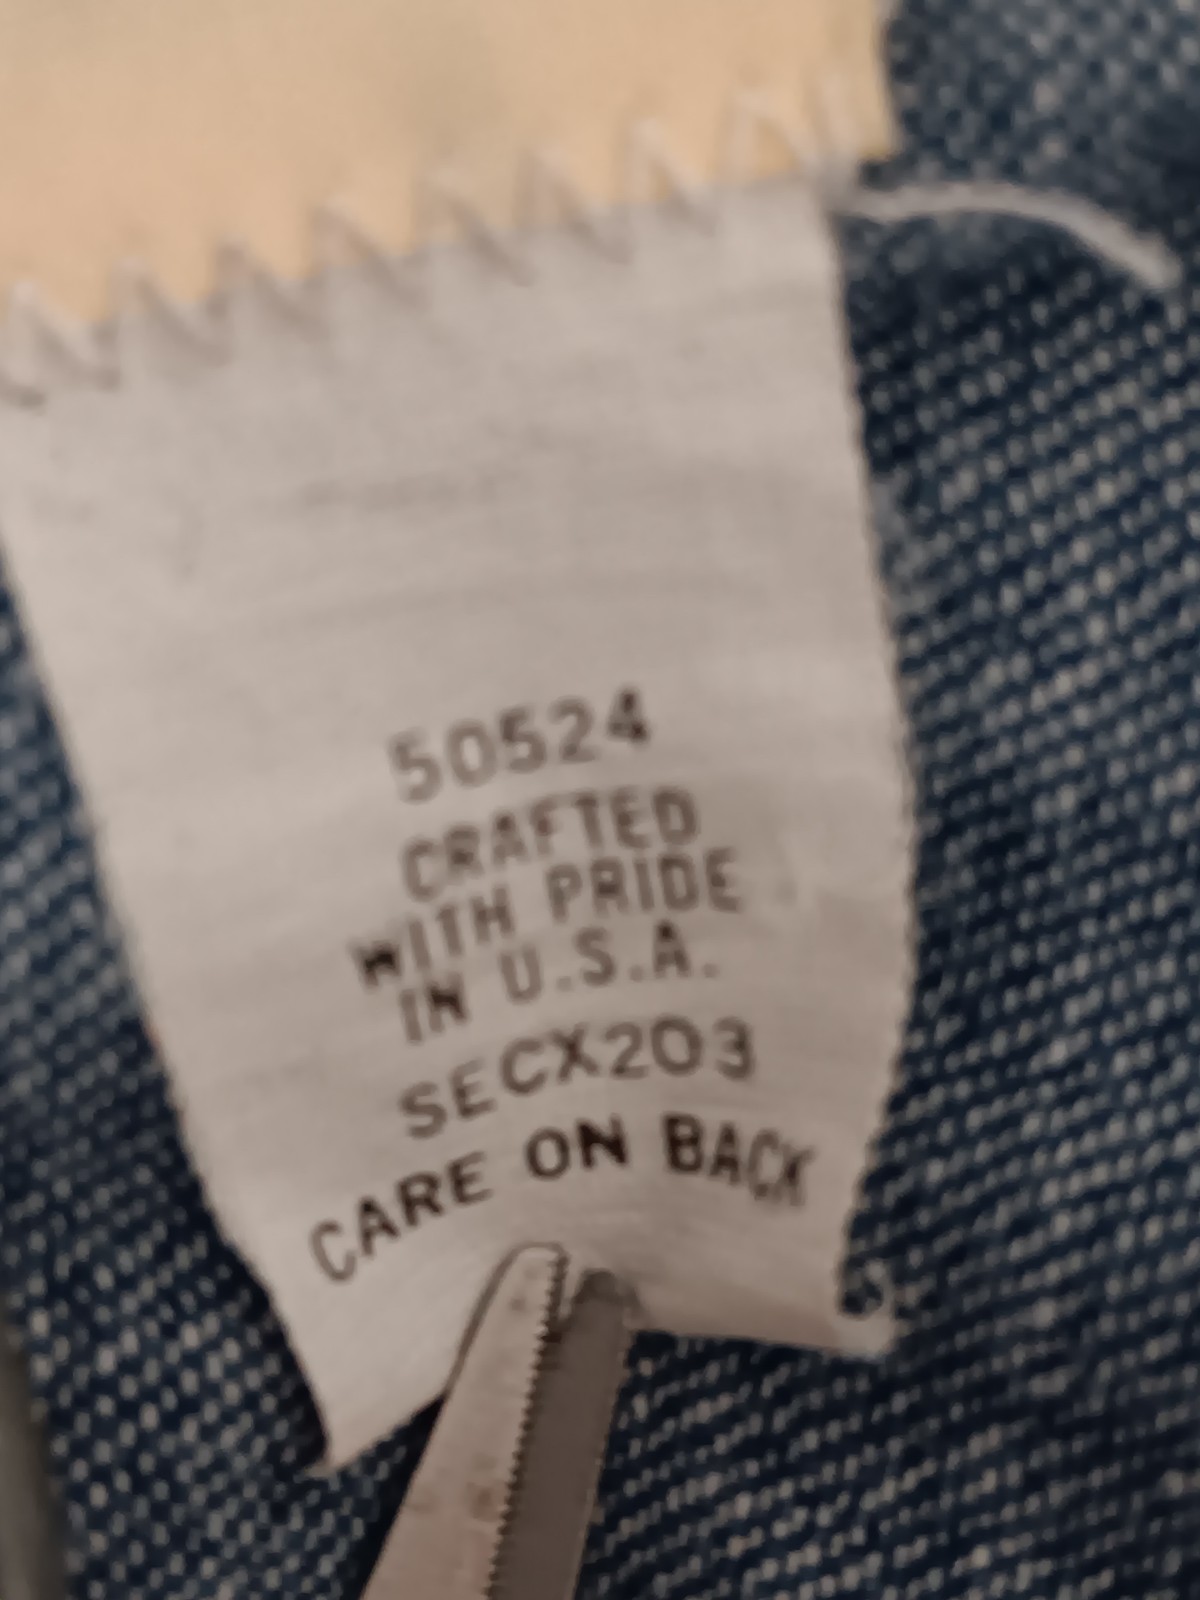 50524
CRAFTED
WITH PRIDE
IN U.S.A.
SECX203
CARE ON BACK